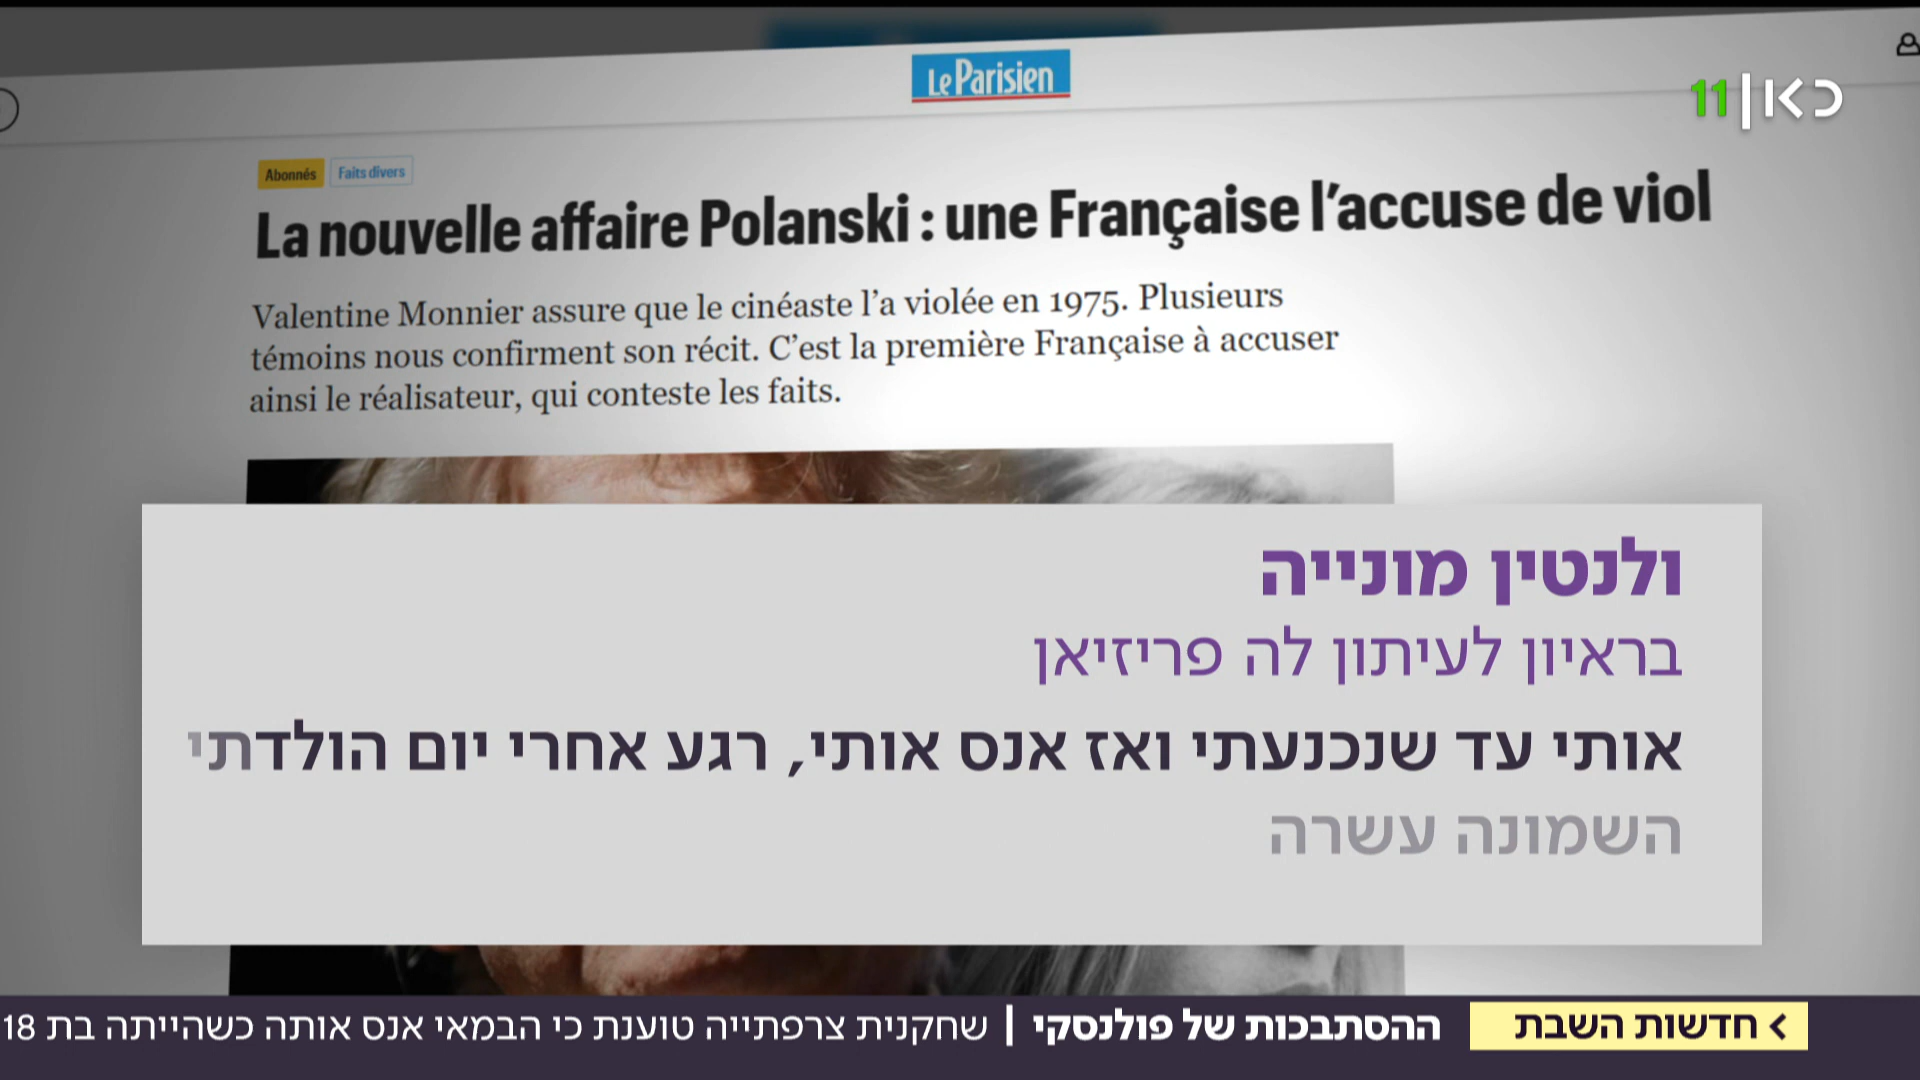 Le Parisien
כאן|11
Abonnés Faits divers
La nouvelle affaire Polanski : une Française l’accuse de viol
Valentine Monnier assure que le cinéaste l’a violée en 1975. Plusieurs
témoins nous confirment son récit. C’est la première Française à accuser
ainsi le réalisateur, qui conteste les faits.
ולנטין מונייה
בראיון לעיתון לה פריזיאן
אותי עד שנכנעתי ואז אנס אותי, רגע אחרי יום הולדתי
השמונה עשרה
חדשות השבת
ההסתבכות של פולנסקי | שחקנית צרפתייה טוענת כי הבמאי אנס אותה כשהייתה בת 18